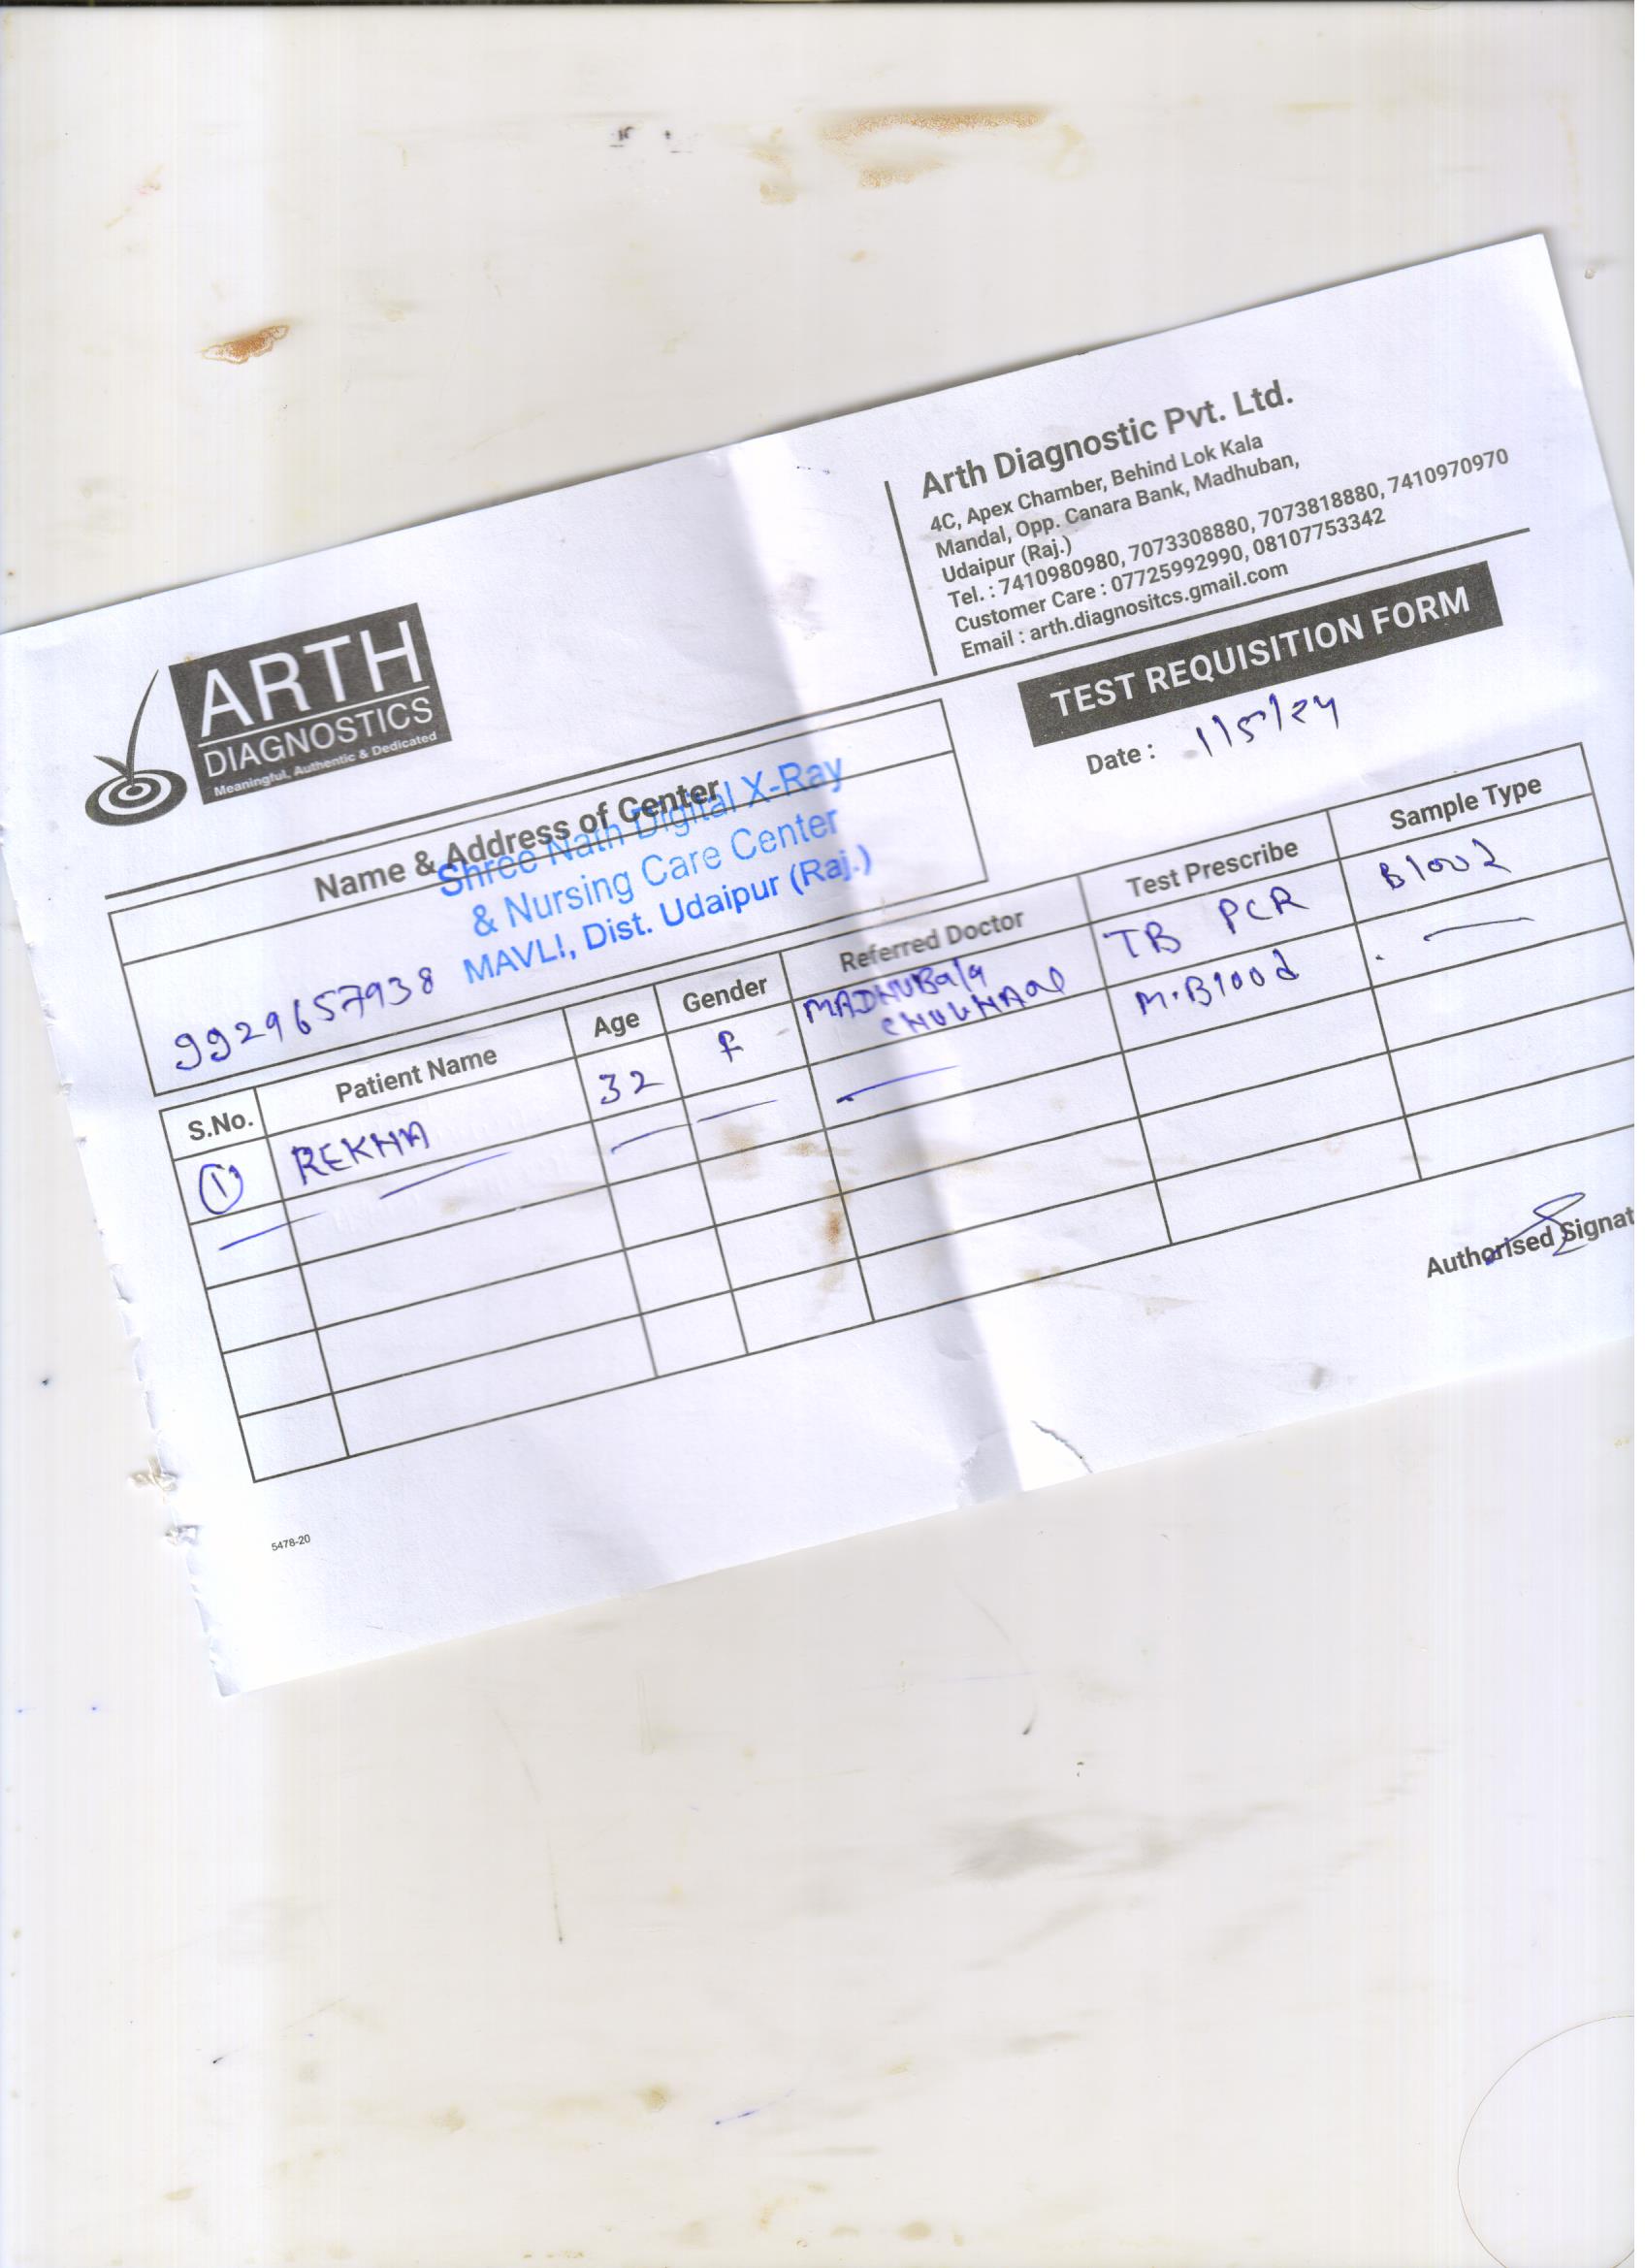 ARTH
DIAGNOSTICS
Meaningful, Authentic & Dedicated
Arth Diagnostic Pvt. Ltd.
4C, Apex Chamber, Behind Lok Kala
Mandal, Opp. Canara Bank, Madhuban,
Udaipur (Raj.)
Tel. : 7410980980, 7073308880, 7073818880, 7410970970
Customer Care : 07725992990, 08107753342
Email : arth.diagnositcs.gmail.com
TEST REQUISITION FORM
Date : 1/5/24
Name & Address of Center
Shree Nath Digital X-Ray
& Nursing Care Center
MAVLI, Dist. Udaipur (Raj.)
9929657938
S.No. Patient Name Age Gender Referred Doctor Test Prescribe Sample Type
1 REKHA 32 F MADHUBala TB PCR Blood
M.Blood
Authorised Signat
5478-20